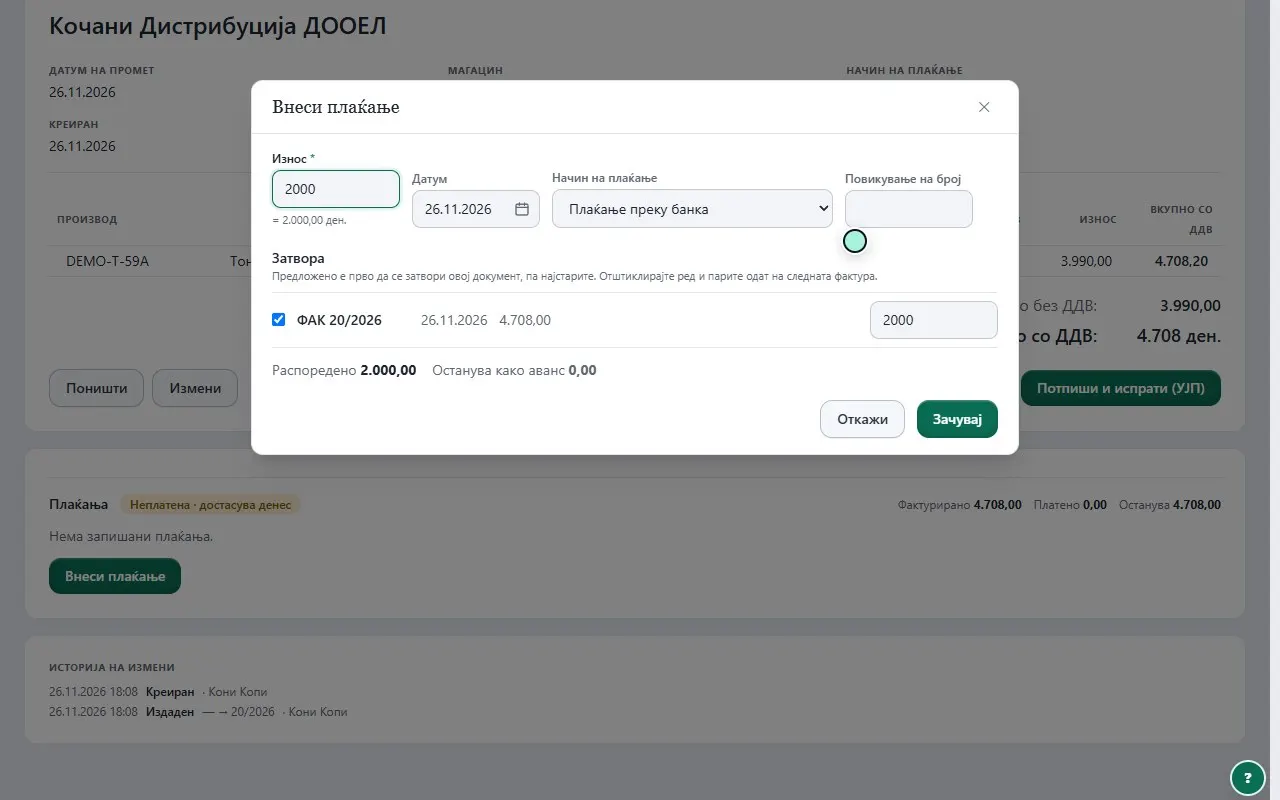 Кочани Дистрибуција ДООЕЛ
ДАТУМ НА ПРОМЕТ
МАГАЦИН
НАЧИН НА ПЛАЌАЊЕ
26.11.2026
КРЕИРАН
26.11.2026
Внеси плаќање
Износ *
Датум
Начин на плаќање
Повикување на број
2000
26.11.2026
Плаќање преку банка
= 2.000,00 ден.
Затвора
Предложено е прво да се затвори овој документ, па најстарите. Отштиклирајте ред и парите одат на следната фактура.
ФАК 20/2026 26.11.2026 4.708,00 2000
Распоредено 2.000,00 Останува како аванс 0,00
Откажи Зачувај
ПРОИЗВОД
ИЗНОС
ВКУПНО СО ДДВ
DEMO-T-59A
3.990,00 4.708,20
о без ДДВ: 3.990,00
о со ДДВ: 4.708 ден.
Поништи Измени
Потпиши и испрати (УЈП)
Плаќања Неплатена · достасува денес Фактурирано 4.708,00 Платено 0,00 Останува 4.708,00
Нема запишани плаќања.
Внеси плаќање
ИСТОРИЈА НА ИЗМЕНИ
26.11.2026 18:08 Креиран · Кони Копи
26.11.2026 18:08 Издаден — → 20/2026 · Кони Копи
?